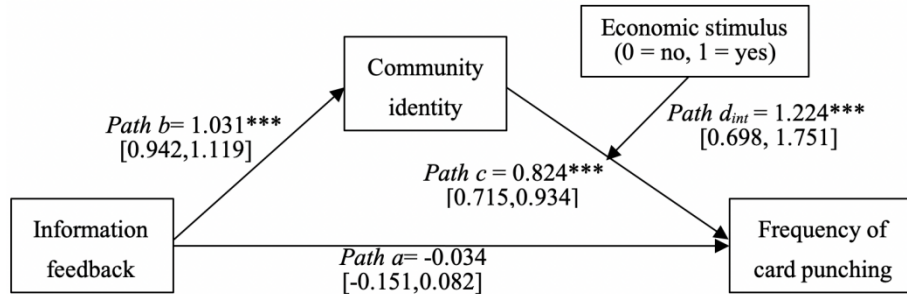 Economic stimulus
(0 = no, 1 = yes)
Community
identity
Path b= 1.031***
[0.942,1.119]
Path d_int = 1.224***
[0.698, 1.751]
Path c = 0.824***
[0.715,0.934]
Information
feedback
Path a= -0.034
[-0.151,0.082]
Frequency of
card punching